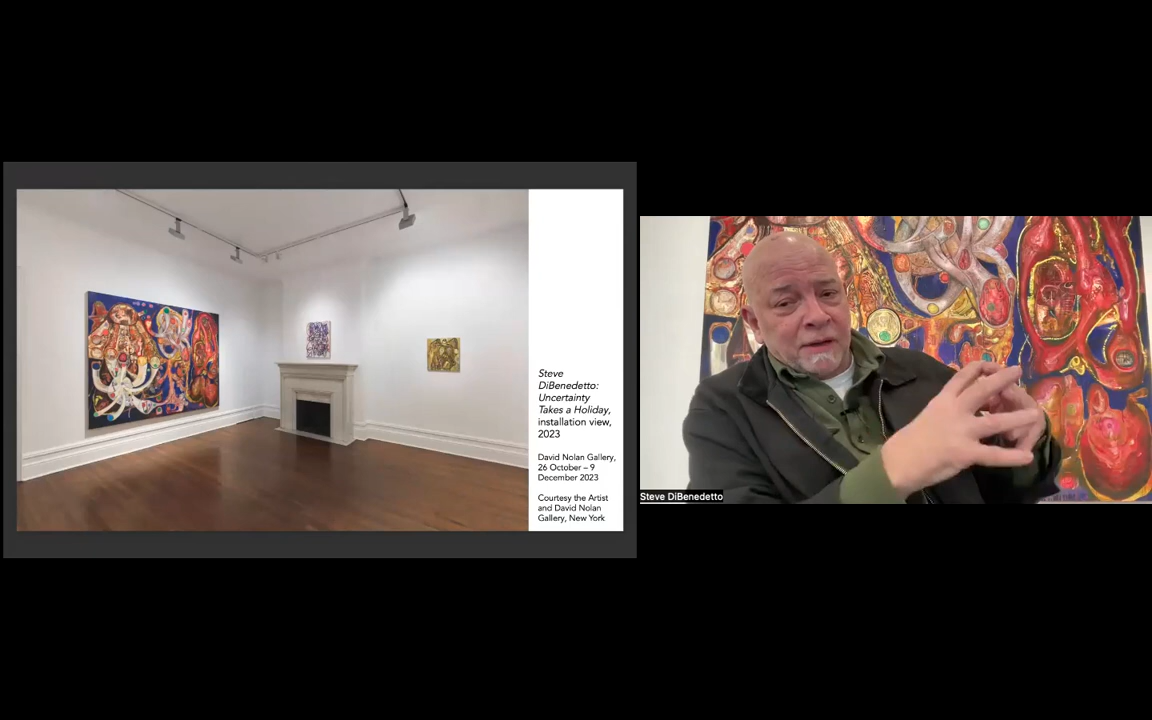 Steve
DiBenedetto:
Uncertainty
Takes a Holiday,
installation view,
2023
David Nolan Gallery,
26 October – 9
December 2023
Courtesy the Artist
and David Nolan
Gallery, New York
Steve DiBenedetto